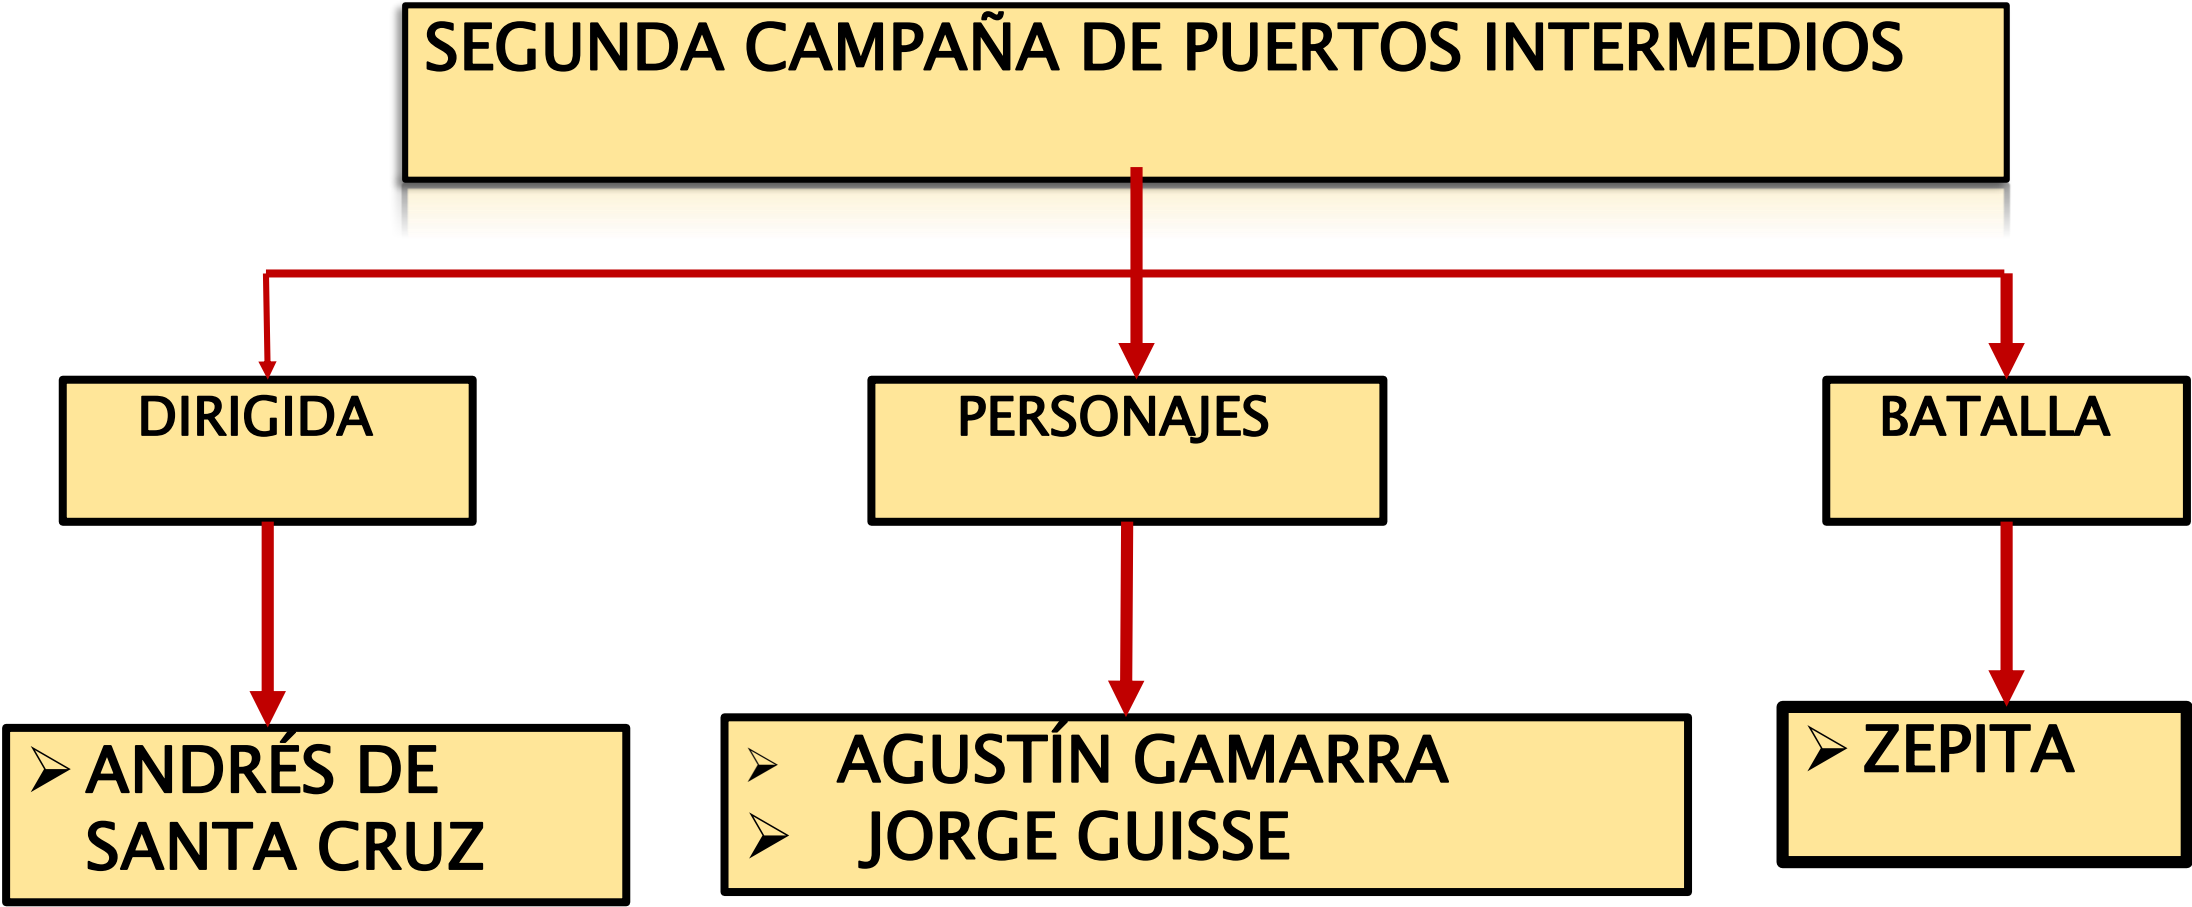 SEGUNDA CAMPAÑA DE PUERTOS INTERMEDIOS
DIRIGIDA
PERSONAJES
BATALLA
ANDRÉS DE
SANTA CRUZ
AGUSTÍN GAMARRA
JORGE GUISSE
ZEPITA